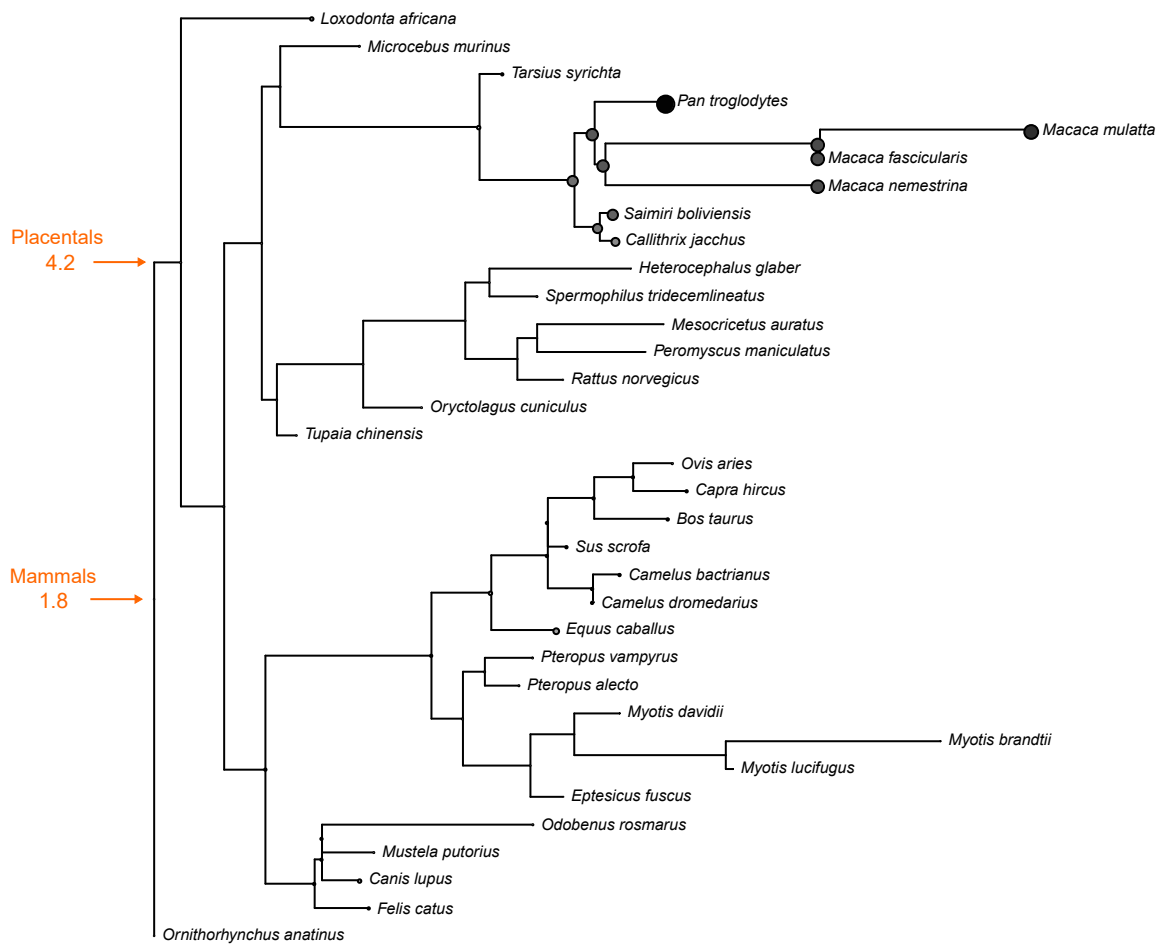 Loxodonta africana
Microcebus murinus
Tarsius syrichta
Pan troglodytes
Macaca mulatta
Macaca fascicularis
Macaca nemestrina
Saimiri boliviensis
Placentals
4.2
Callithrix jacchus
Heterocephalus glaber
Spermophilus tridecemlineatus
Mesocricetus auratus
Peromyscus maniculatus
Rattus norvegicus
Oryctolagus cuniculus
Tupaia chinensis
Ovis aries
Capra hircus
Bos taurus
Sus scrofa
Camelus bactrianus
Mammals
1.8
Camelus dromedarius
Equus caballus
Pteropus vampyrus
Pteropus alecto
Myotis davidii
Myotis brandtii
Myotis lucifugus
Eptesicus fuscus
Odobenus rosmarus
Mustela putorius
Canis lupus
Felis catus
Ornithorhynchus anatinus